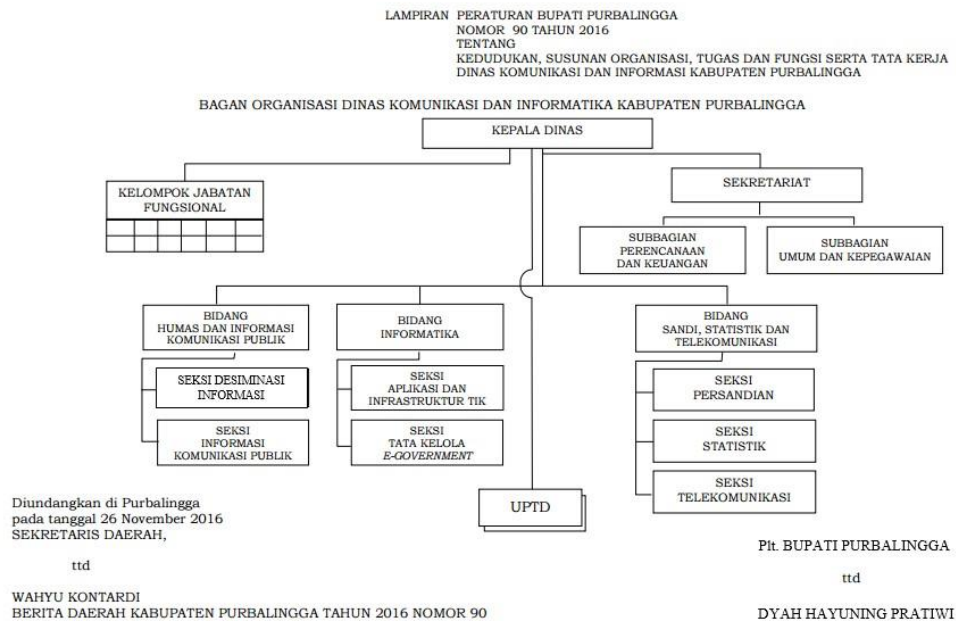 LAMPIRAN PERATURAN BUPATI PURBALINGGA
NOMOR 90 TAHUN 2016
TENTANG
KEDUDUKAN, SUSUNAN ORGANISASI, TUGAS DAN FUNGSI SERTA TATA KERJA
DINAS KOMUNIKASI DAN INFORMASI KABUPATEN PURBALINGGA
BAGAN ORGANISASI DINAS KOMUNIKASI DAN INFORMATIKA KABUPATEN PURBALINGGA
KEPALA DINAS
KELOMPOK JABATAN
FUNGSIONAL
SEKRETARIAT
SUBBAGIAN
PERENCANAAN
DAN KEUANGAN
SUBBAGIAN
UMUM DAN KEPEGAWAIAN
BIDANG
HUMAS DAN INFORMASI
KOMUNIKASI PUBLIK
SEKSI DESIMINASI
INFORMASI
SEKSI
INFORMASI
KOMUNIKASI PUBLIK
BIDANG
INFORMATIKA
SEKSI
APLIKASI DAN
INFRASTRUKTUR TIK
SEKSI
TATA KELOLA
E-GOVERNMENT
BIDANG
SANDI, STATISTIK DAN
TELEKOMUNIKASI
SEKSI
PERSANDIAN
SEKSI
STATISTIK
SEKSI
TELEKOMUNIKASI
UPTD
Diundangkan di Purbalingga
pada tanggal 26 November 2016
SEKRETARIS DAERAH,
ttd
WAHYU KONTARDI
BERITA DAERAH KABUPATEN PURBALINGGA TAHUN 2016 NOMOR 90
Plt. BUPATI PURBALINGGA
ttd
DYAH HAYUNING PRATIWI